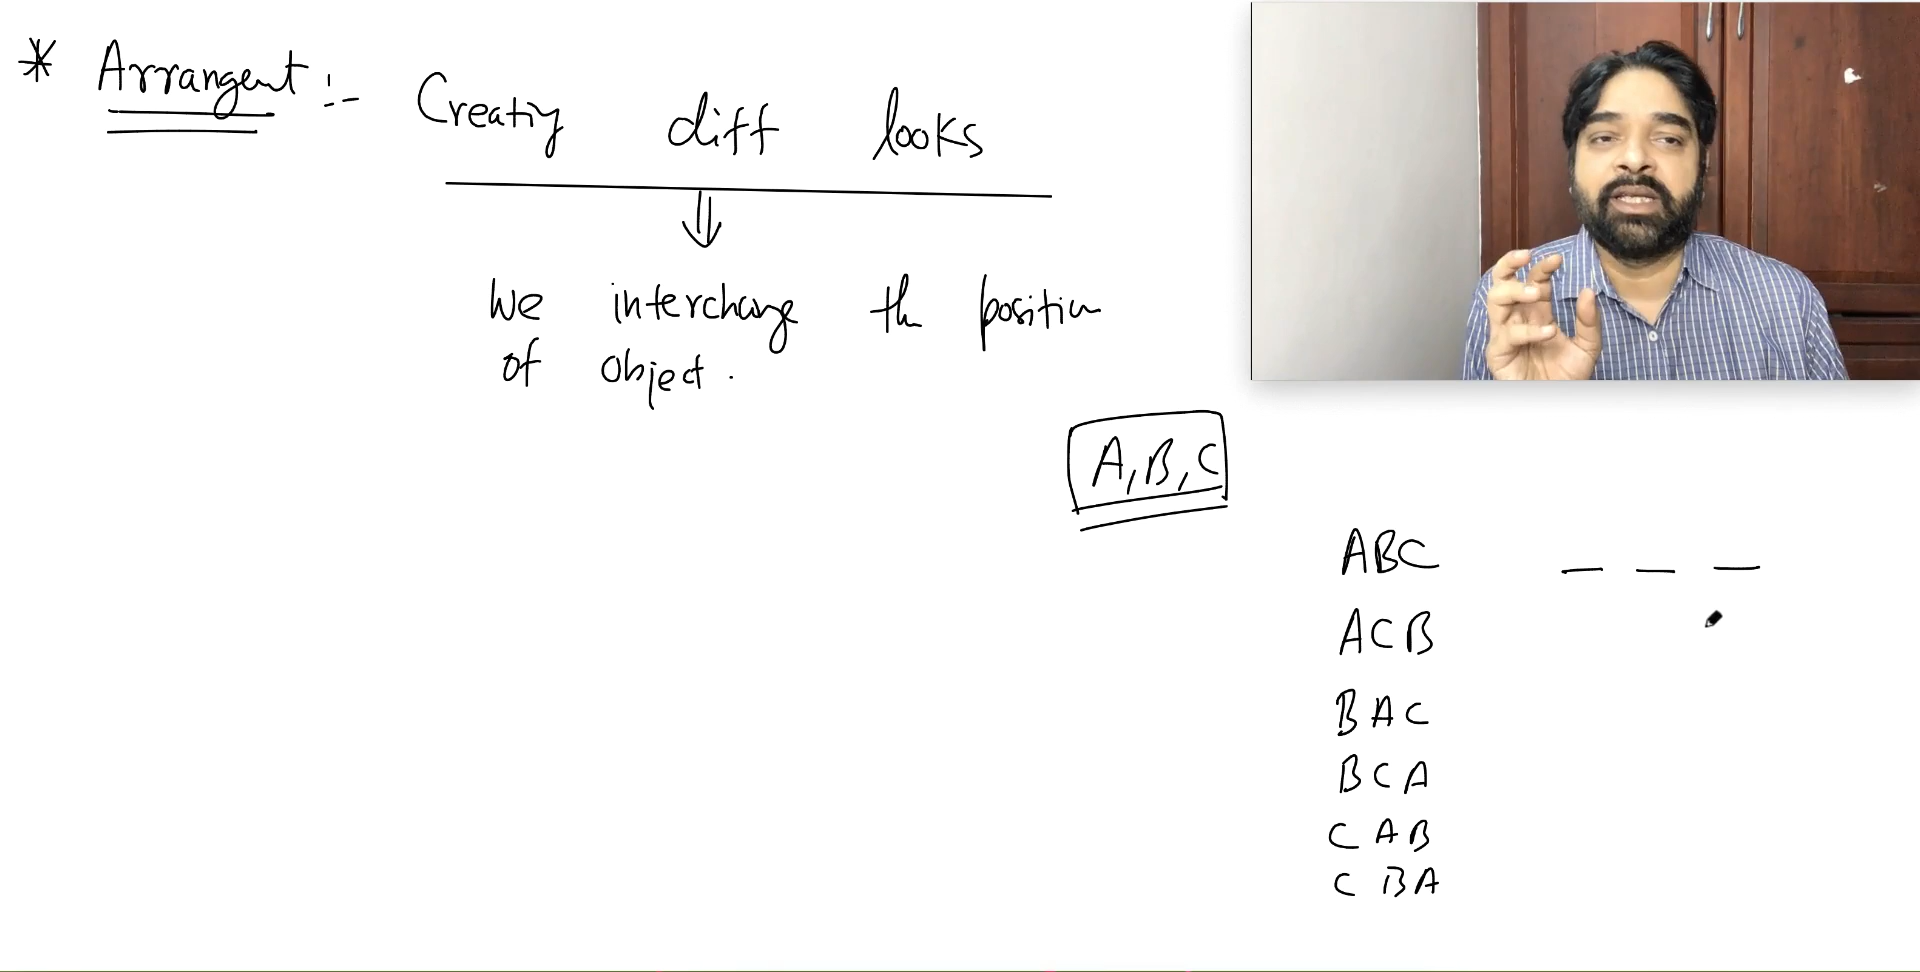 * Arrangent :- Creatiy diff looks
We interchange the position
of object.
A, B, C
ABC _ _ _
ACB
BAC
BCA
CAB
CBA